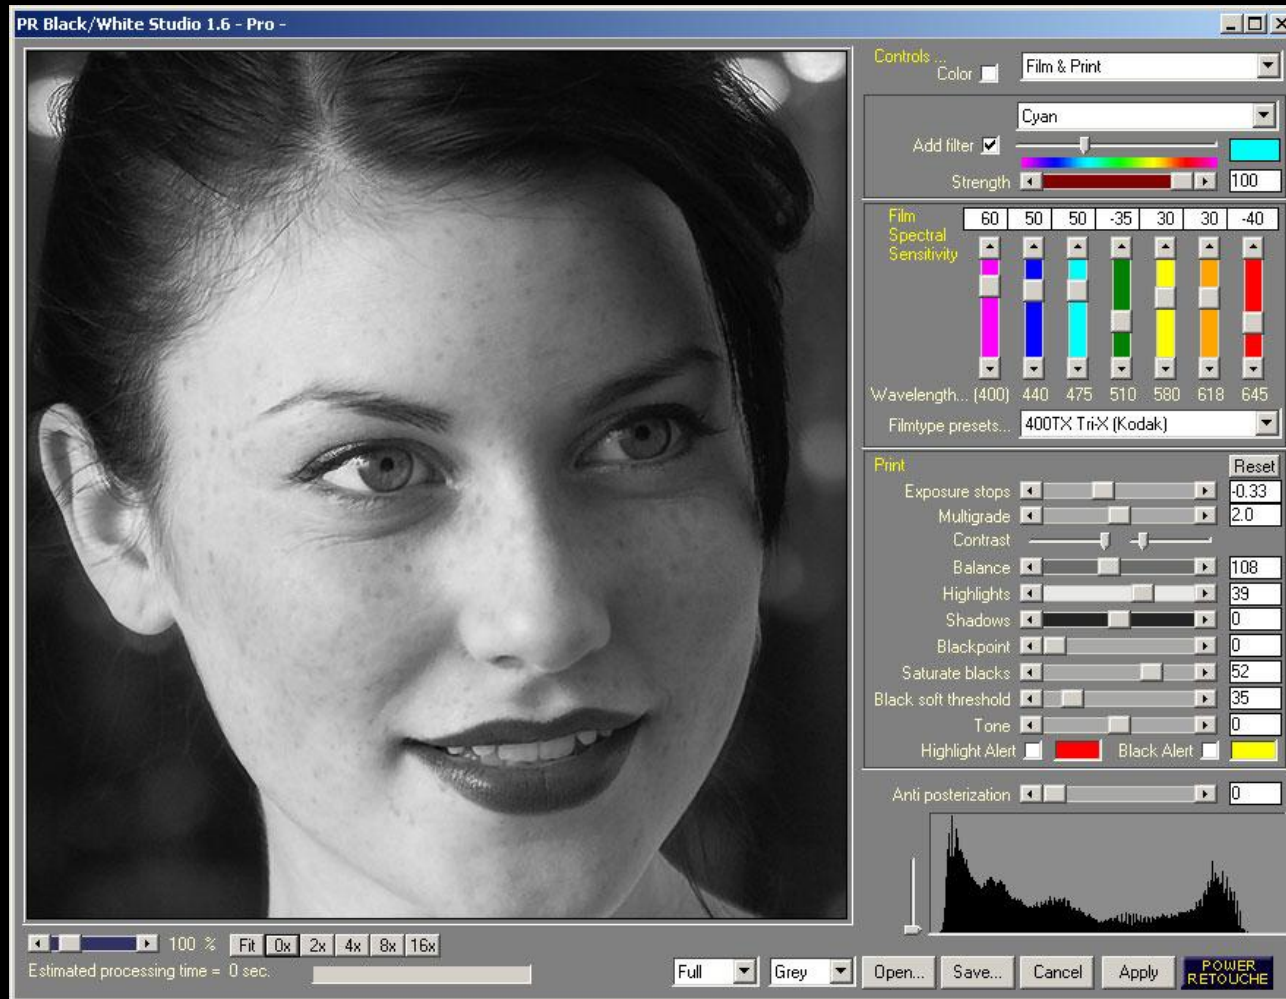 PR Black/White Studio 1.6 - Pro -
Controls ...
Color Film & Print
Cyan
Add filter
Strength 100
Film Spectral Sensitivity 60 50 50 -35 30 30 -40
Wavelength... (400) 440 475 510 580 618 645
Filmtype presets... 400TX Tri-X (Kodak)
Print Reset
Exposure stops -0.33
Multigrade 2.0
Contrast
Balance 108
Highlights 39
Shadows 0
Blackpoint 0
Saturate blacks 52
Black soft threshold 35
Tone 0
Highlight Alert Black Alert
Anti posterization 0
100 % Fit 0x 2x 4x 8x 16x
Estimated processing time = 0 sec.
Full Grey Open... Save... Cancel Apply POWER RETOUCHE